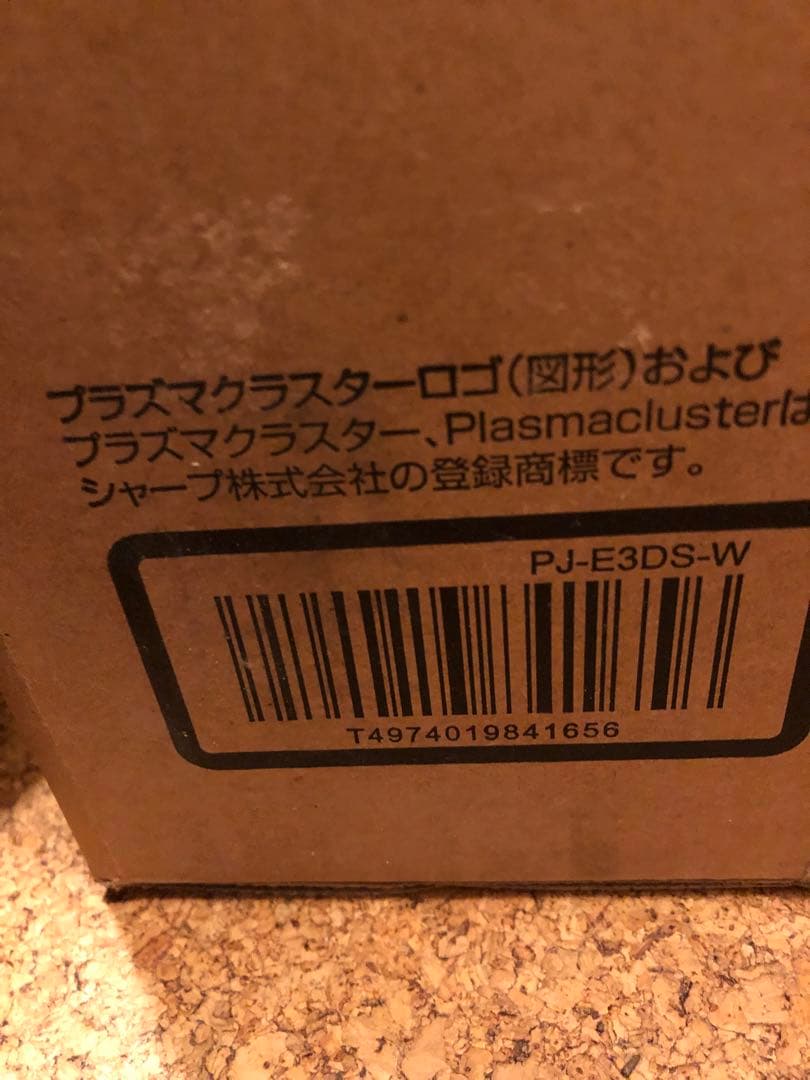 プラズマクラスターロゴ(図形)および
プラズマクラスター、Plasmaclusterは
シャープ株式会社の登録商標です。
PJ-E3DS-W
T4974019841656